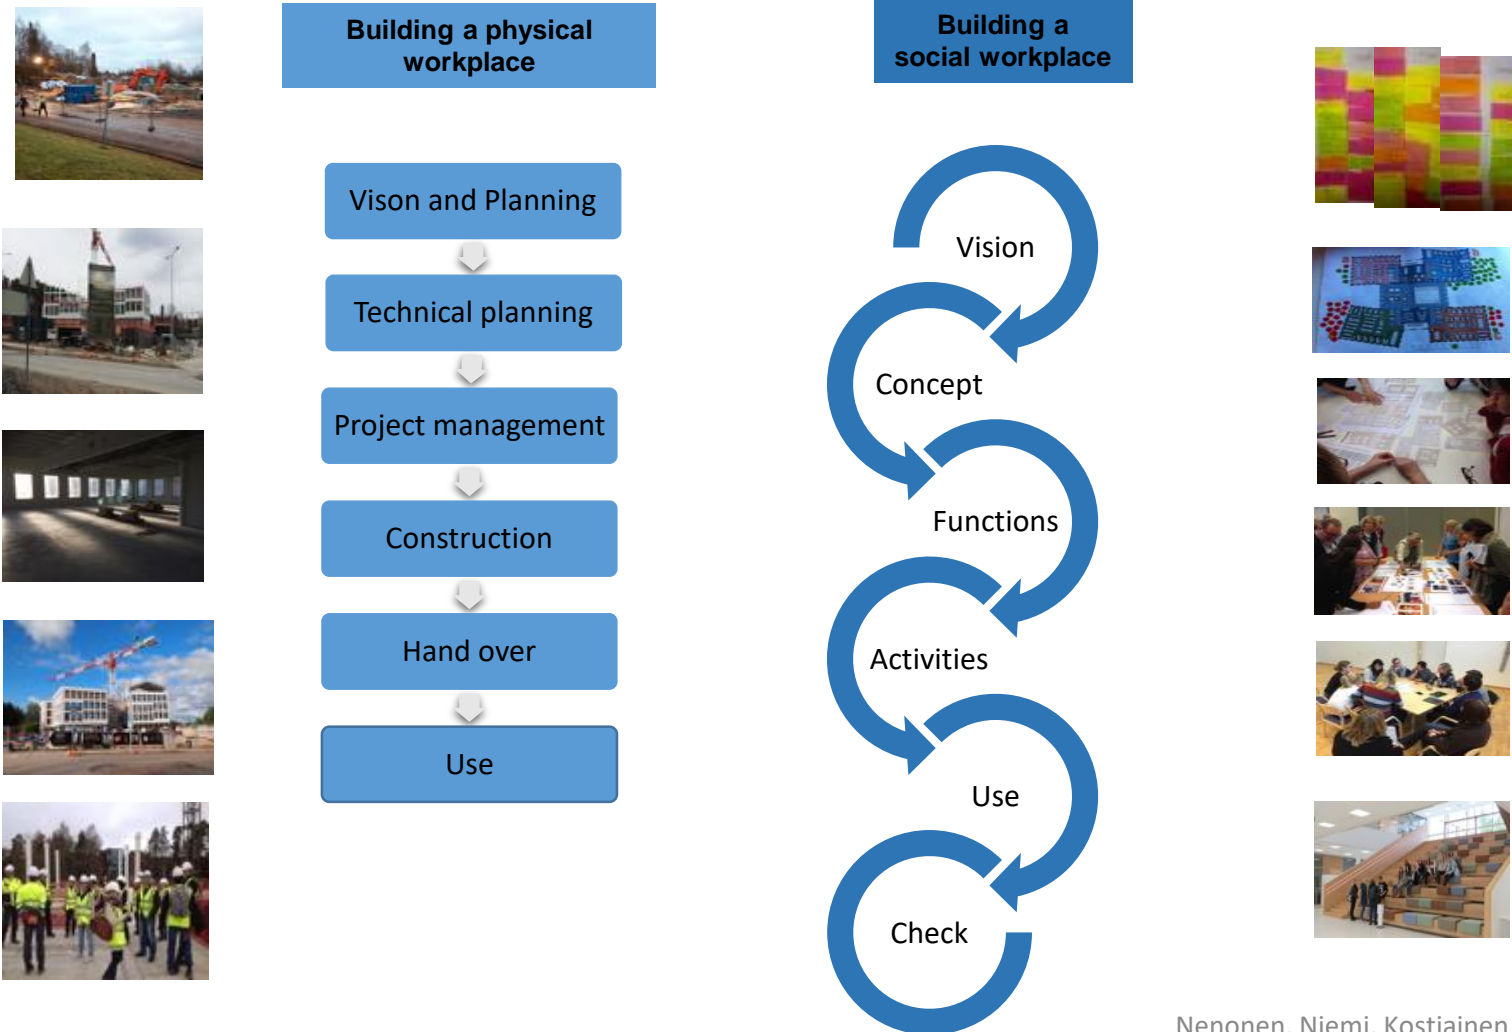 Building a physical
workplace
Building a
social workplace
Vison and Planning
Technical planning
Project management
Construction
Hand over
Use
Vision
Concept
Functions
Activities
Use
Check
Nenonen, Niemi, Kostiainen